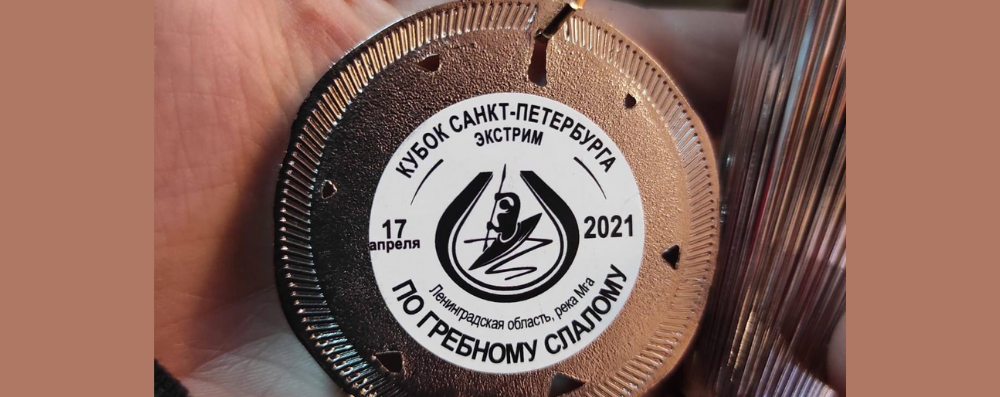 КУБОК САНКТ-ПЕТЕРБУРГА
ЭКСТРИМ
17
апреля
2021
Ленинградская область, река Мга
ПО ГРЕБНОМУ СЛАЛОМУ